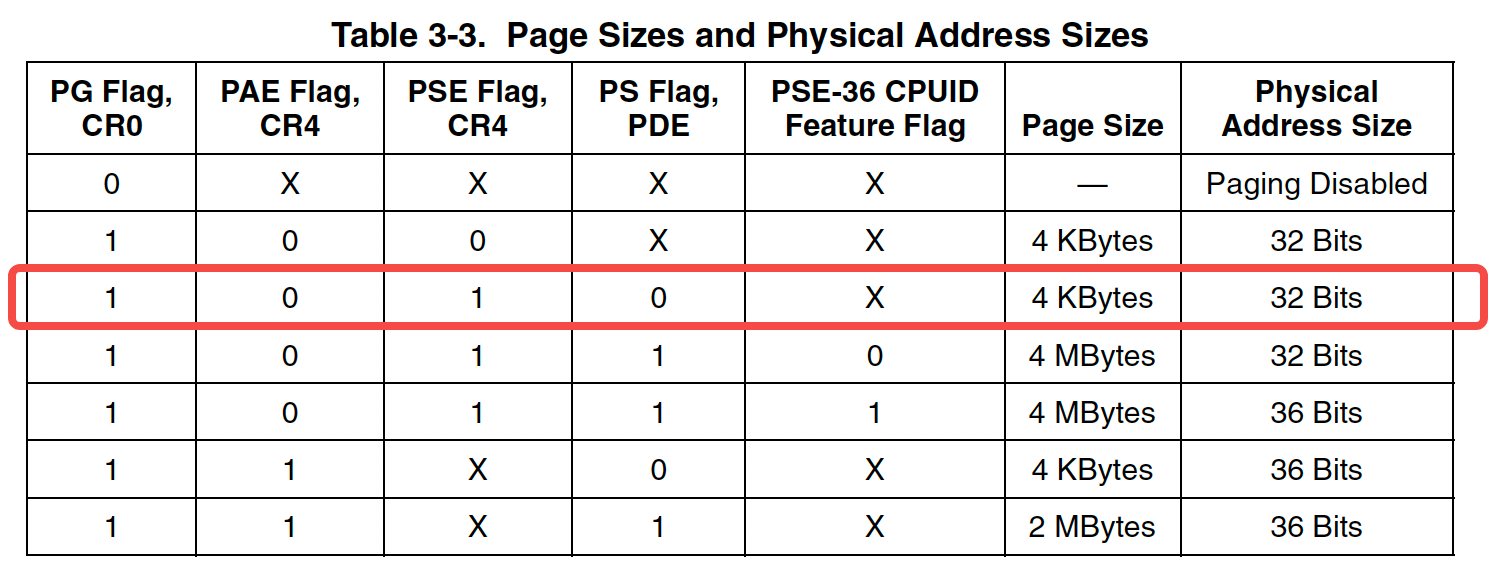 Table 3-3. Page Sizes and Physical Address Sizes
PG Flag, CR0 PAE Flag, CR4 PSE Flag, CR4 PS Flag, PDE PSE-36 CPUID Feature Flag Page Size Physical Address Size
0 X X X X — Paging Disabled
1 0 0 X X 4 KBytes 32 Bits
1 0 1 0 X 4 KBytes 32 Bits
1 0 1 1 0 4 MBytes 32 Bits
1 0 1 1 1 4 MBytes 36 Bits
1 1 X 0 X 4 KBytes 36 Bits
1 1 X 1 X 2 MBytes 36 Bits